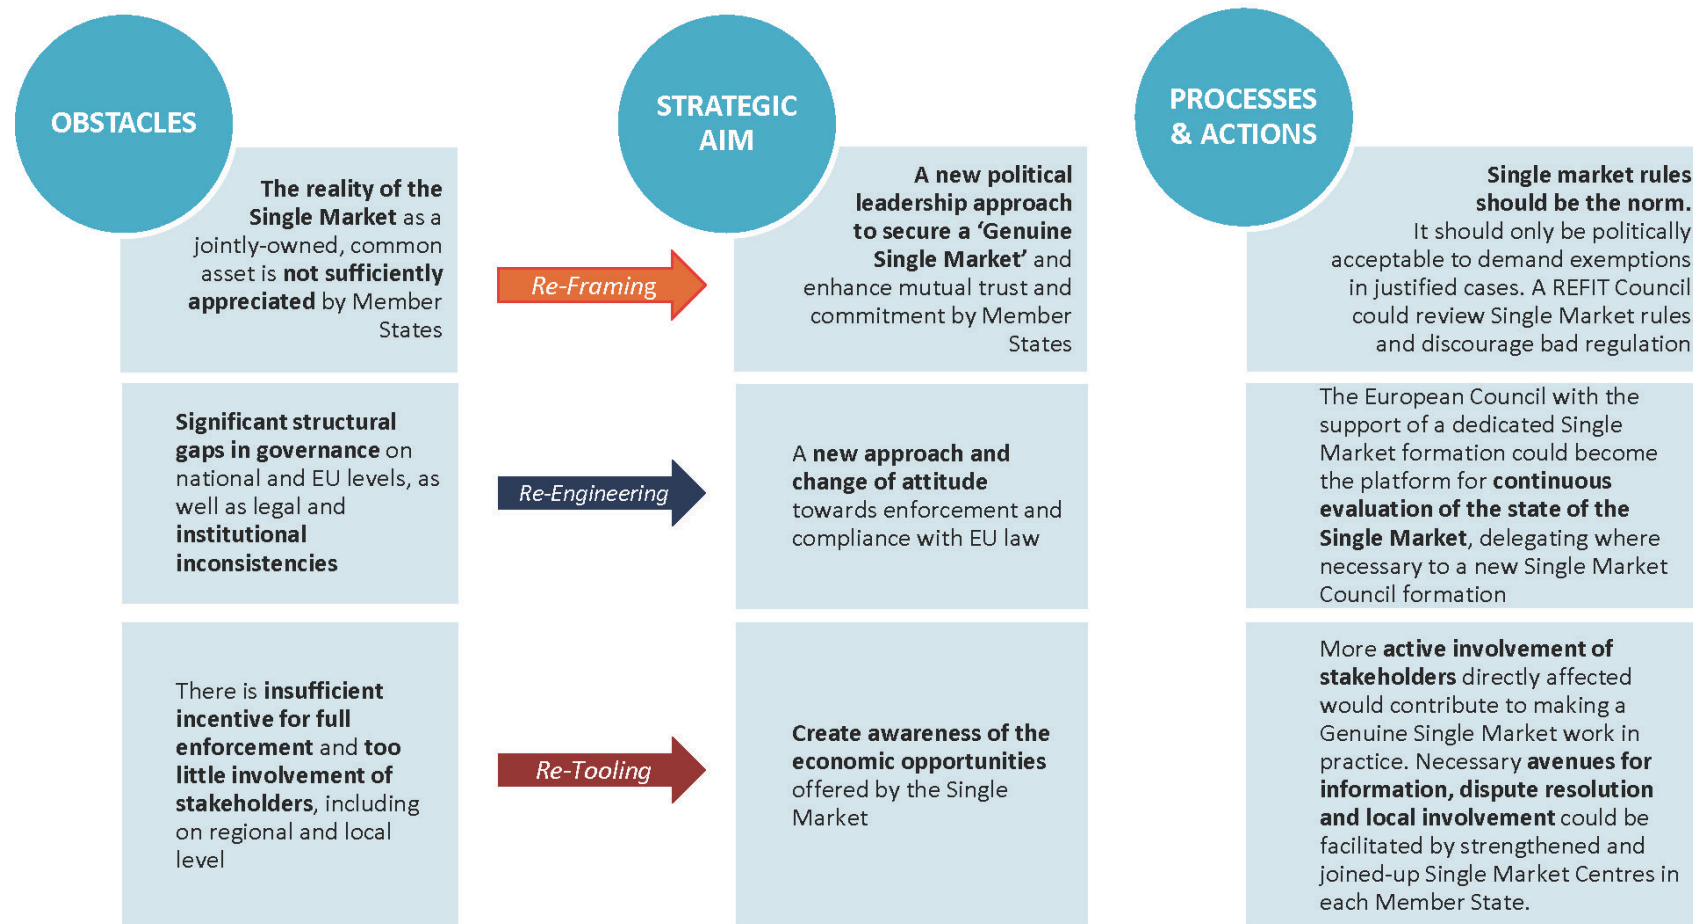 OBSTACLES
The reality of the
Single Market as a
jointly-owned, common
asset is not sufficiently
appreciated by Member
States
Re-Framing
STRATEGIC
AIM
A new political
leadership approach
to secure a ‘Genuine
Single Market’ and
enhance mutual trust and
commitment by Member
States
PROCESSES
& ACTIONS
Single market rules
should be the norm.
It should only be politically
acceptable to demand exemptions
in justified cases. A REFIT Council
could review Single Market rules
and discourage bad regulation
Significant structural
gaps in governance on
national and EU levels, as
well as legal and
institutional
inconsistencies
Re-Engineering
A new approach and
change of attitude
towards enforcement and
compliance with EU law
The European Council with the
support of a dedicated Single
Market formation could become
the platform for continuous
evaluation of the state of the
Single Market, delegating where
necessary to a new Single Market
Council formation
There is insufficient
incentive for full
enforcement and too
little involvement of
stakeholders, including
on regional and local
level
Re-Tooling
Create awareness of the
economic opportunities
offered by the Single
Market
More active involvement of
stakeholders directly affected
would contribute to making a
Genuine Single Market work in
practice. Necessary avenues for
information, dispute resolution
and local involvement could be
facilitated by strengthened and
joined-up Single Market Centres in
each Member State.